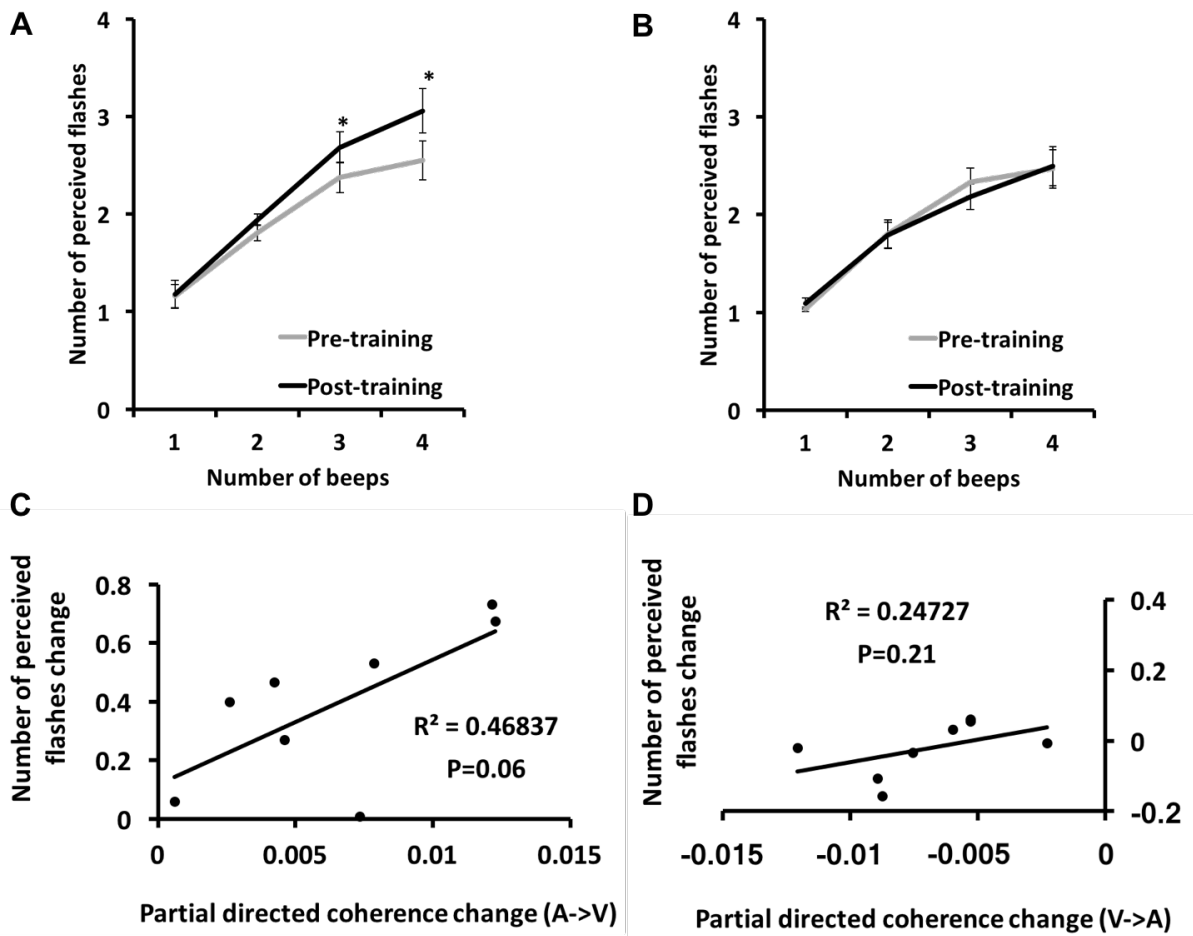 A
4
3
2
1
0
Number of perceived flashes
*
*
Pre-training
Post-training
1 2 3 4
Number of beeps
B
4
3
2
1
0
Number of perceived flashes
Pre-training
Post-training
1 2 3 4
Number of beeps
C
Number of perceived
flashes change
0.8
0.6
0.4
0.2
0
R² = 0.46837
P=0.06
0 0.005 0.01 0.015
Partial directed coherence change (A->V)
D
Number of perceived
flashes change
R² = 0.24727
P=0.21
0.4
0.2
0
-0.2
-0.015 -0.01 -0.005 0
Partial directed coherence change (V->A)